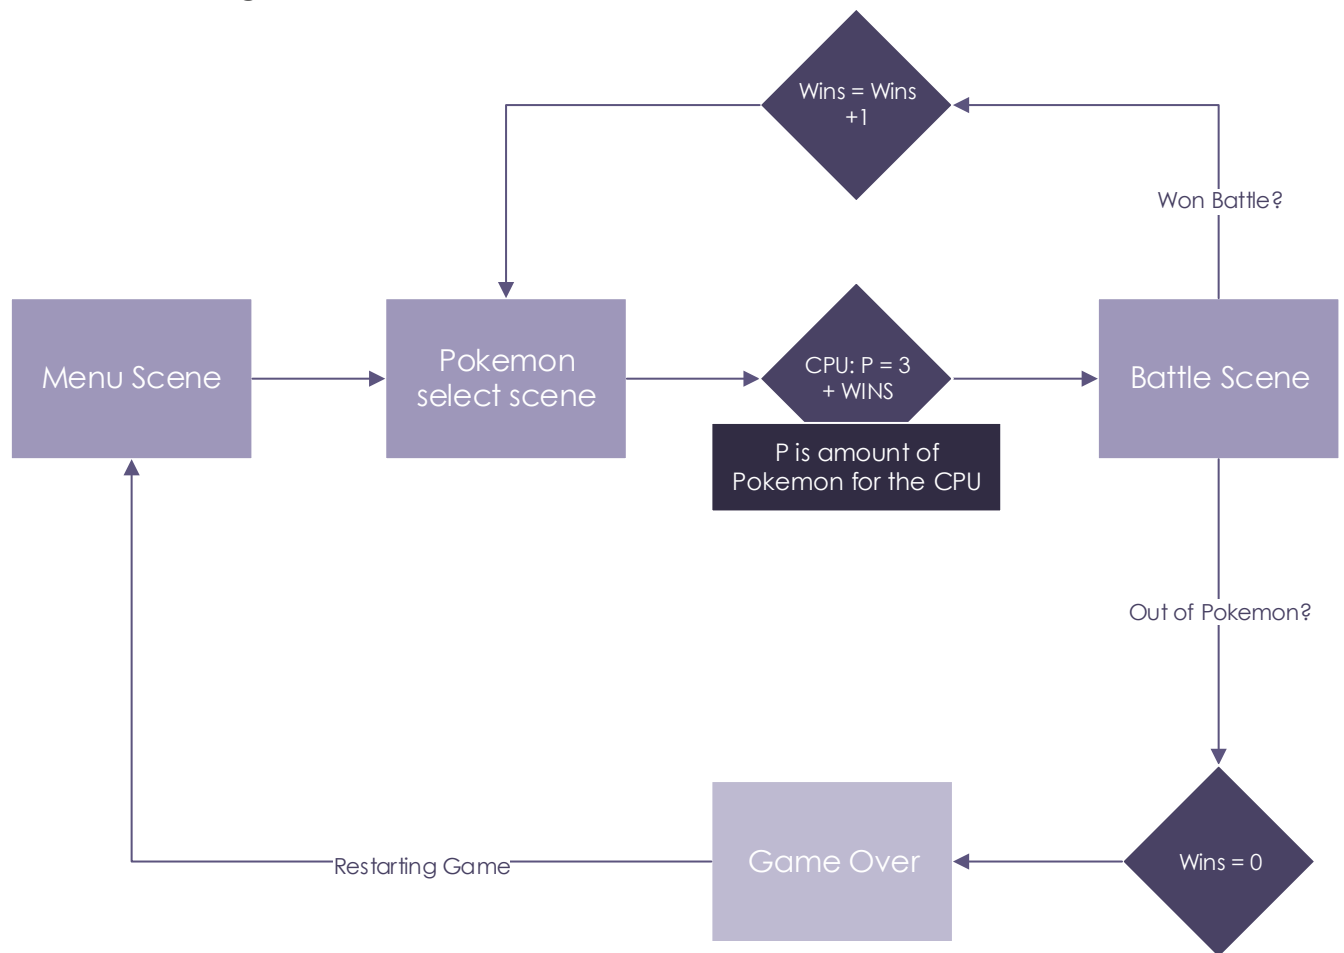 Wins = Wins
+1
Won Battle?
Menu Scene
Pokemon
select scene
CPU: P = 3
+ WINS
Battle Scene
P is amount of
Pokemon for the CPU
Out of Pokemon?
Game Over
Wins = 0
Restarting Game